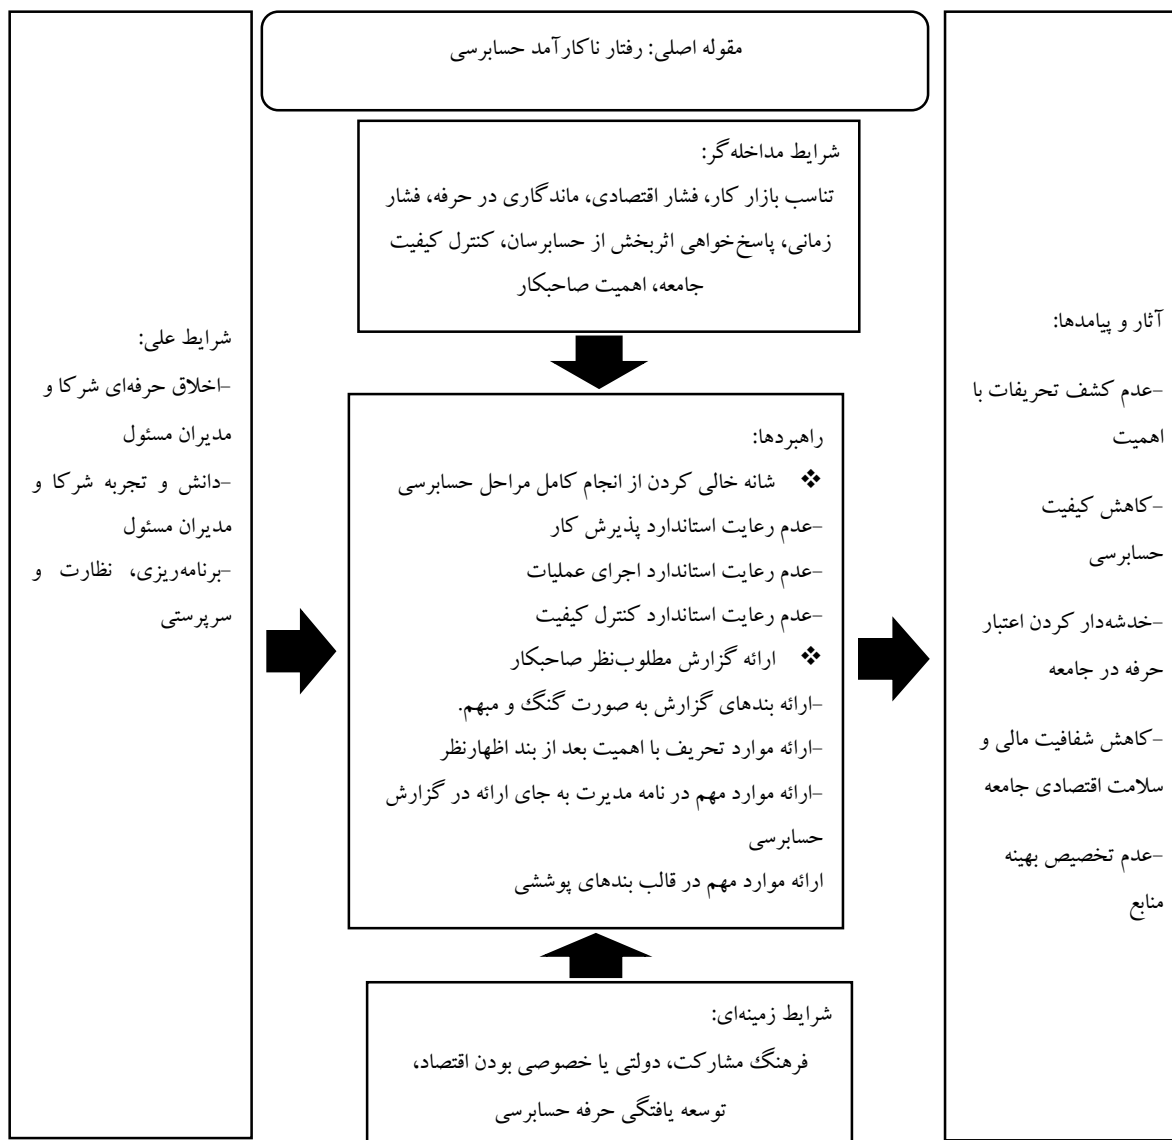 مقوله اصلی: رفتار ناکارآمد حسابرسی
شرایط مداخله‌گر:
تناسب بازار کار، فشار اقتصادی، ماندگاری در حرفه، فشار
زمانی، پاسخ‌خواهی اثربخش از حسابرسان، کنترل کیفیت
جامعه، اهمیت صاحبکار
شرایط علی:
-اخلاق حرفه‌ای شرکا و
مدیران مسئول
-دانش و تجربه شرکا و
مدیران مسئول
-برنامه‌ریزی، نظارت و
سرپرستی
راهبردها:
❖ شانه خالی کردن از انجام کامل مراحل حسابرسی
-عدم رعایت استاندارد پذیرش کار
-عدم رعایت استاندارد اجرای عملیات
-عدم رعایت استاندارد کنترل کیفیت
❖ ارائه گزارش مطلوب‌نظر صاحبکار
-ارائه بندهای گزارش به صورت گنگ و مبهم.
-ارائه موارد تحریف با اهمیت بعد از بند اظهارنظر
-ارائه موارد مهم در نامه مدیرت به جای ارائه در گزارش
حسابرسی
ارائه موارد مهم در قالب بندهای پوششی
آثار و پیامدها:
-عدم کشف تحریفات با
اهمیت
-کاهش کیفیت
حسابرسی
-خدشه‌دار کردن اعتبار
حرفه در جامعه
-کاهش شفافیت مالی و
سلامت اقتصادی جامعه
-عدم تخصیص بهینه
منابع
شرایط زمینه‌ای:
فرهنگ مشارکت، دولتی یا خصوصی بودن اقتصاد،
توسعه یافتگی حرفه حسابرسی